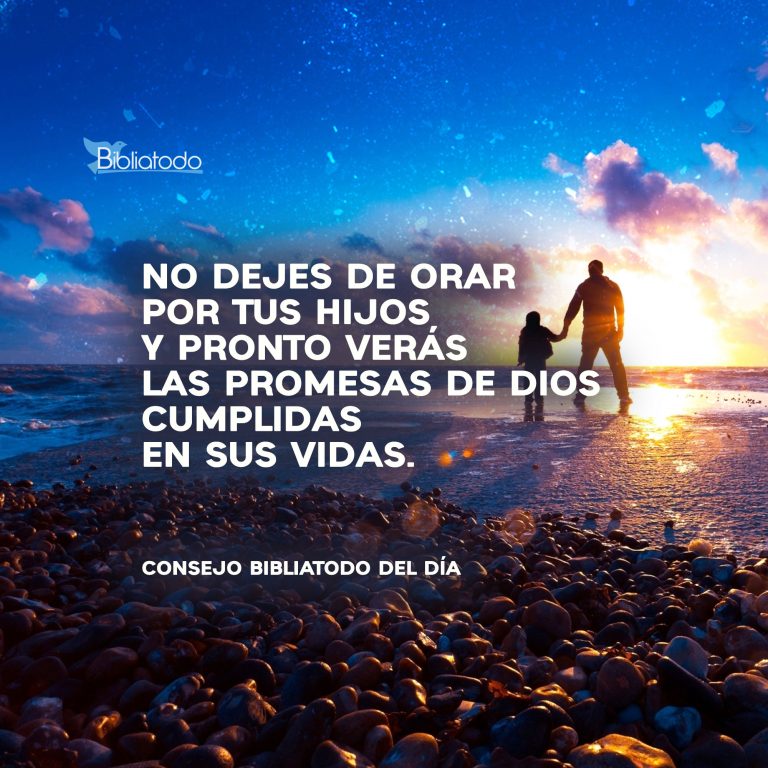 Bibliatodo
NO DEJES DE ORAR
POR TUS HIJOS
Y PRONTO VERÁS
LAS PROMESAS DE DIOS
CUMPLIDAS
EN SUS VIDAS.
CONSEJO BIBLIATODO DEL DÍA